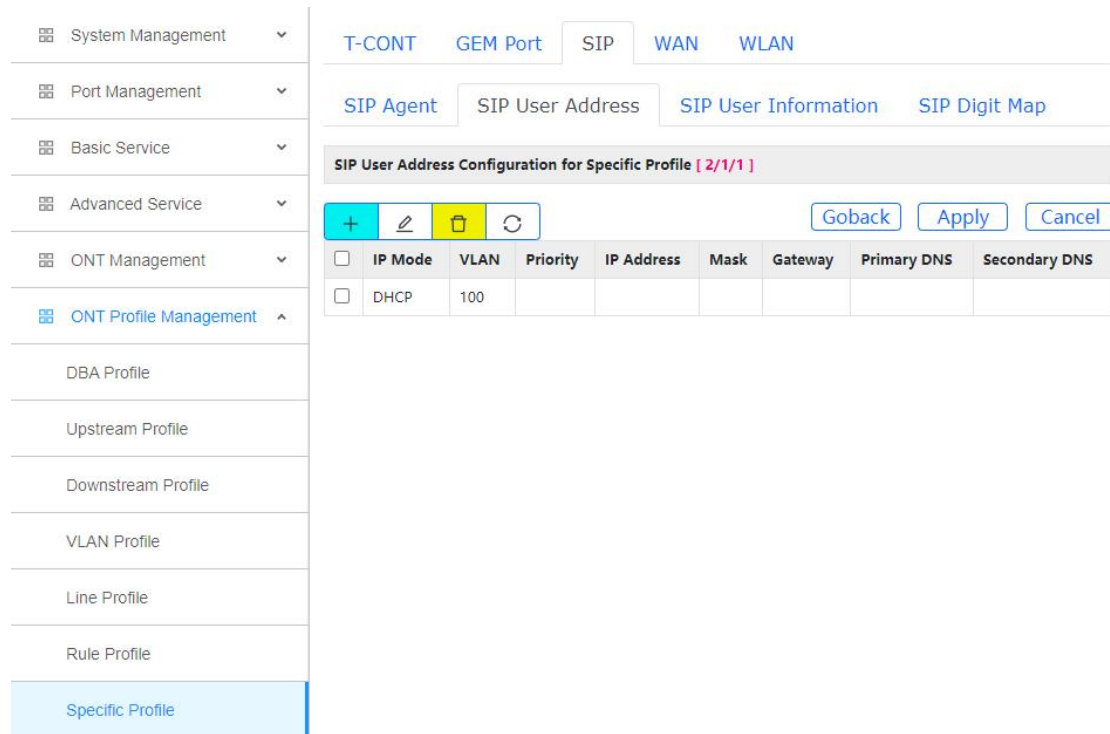 System Management
Port Management
Basic Service
Advanced Service
ONT Management
ONT Profile Management
DBA Profile
Upstream Profile
Downstream Profile
VLAN Profile
Line Profile
Rule Profile
Specific Profile
T-CONT GEM Port SIP WAN WLAN
SIP Agent SIP User Address SIP User Information SIP Digit Map
SIP User Address Configuration for Specific Profile [ 2/1/1 ]
Goback Apply Cancel
IP Mode VLAN Priority IP Address Mask Gateway Primary DNS Secondary DNS
DHCP 100